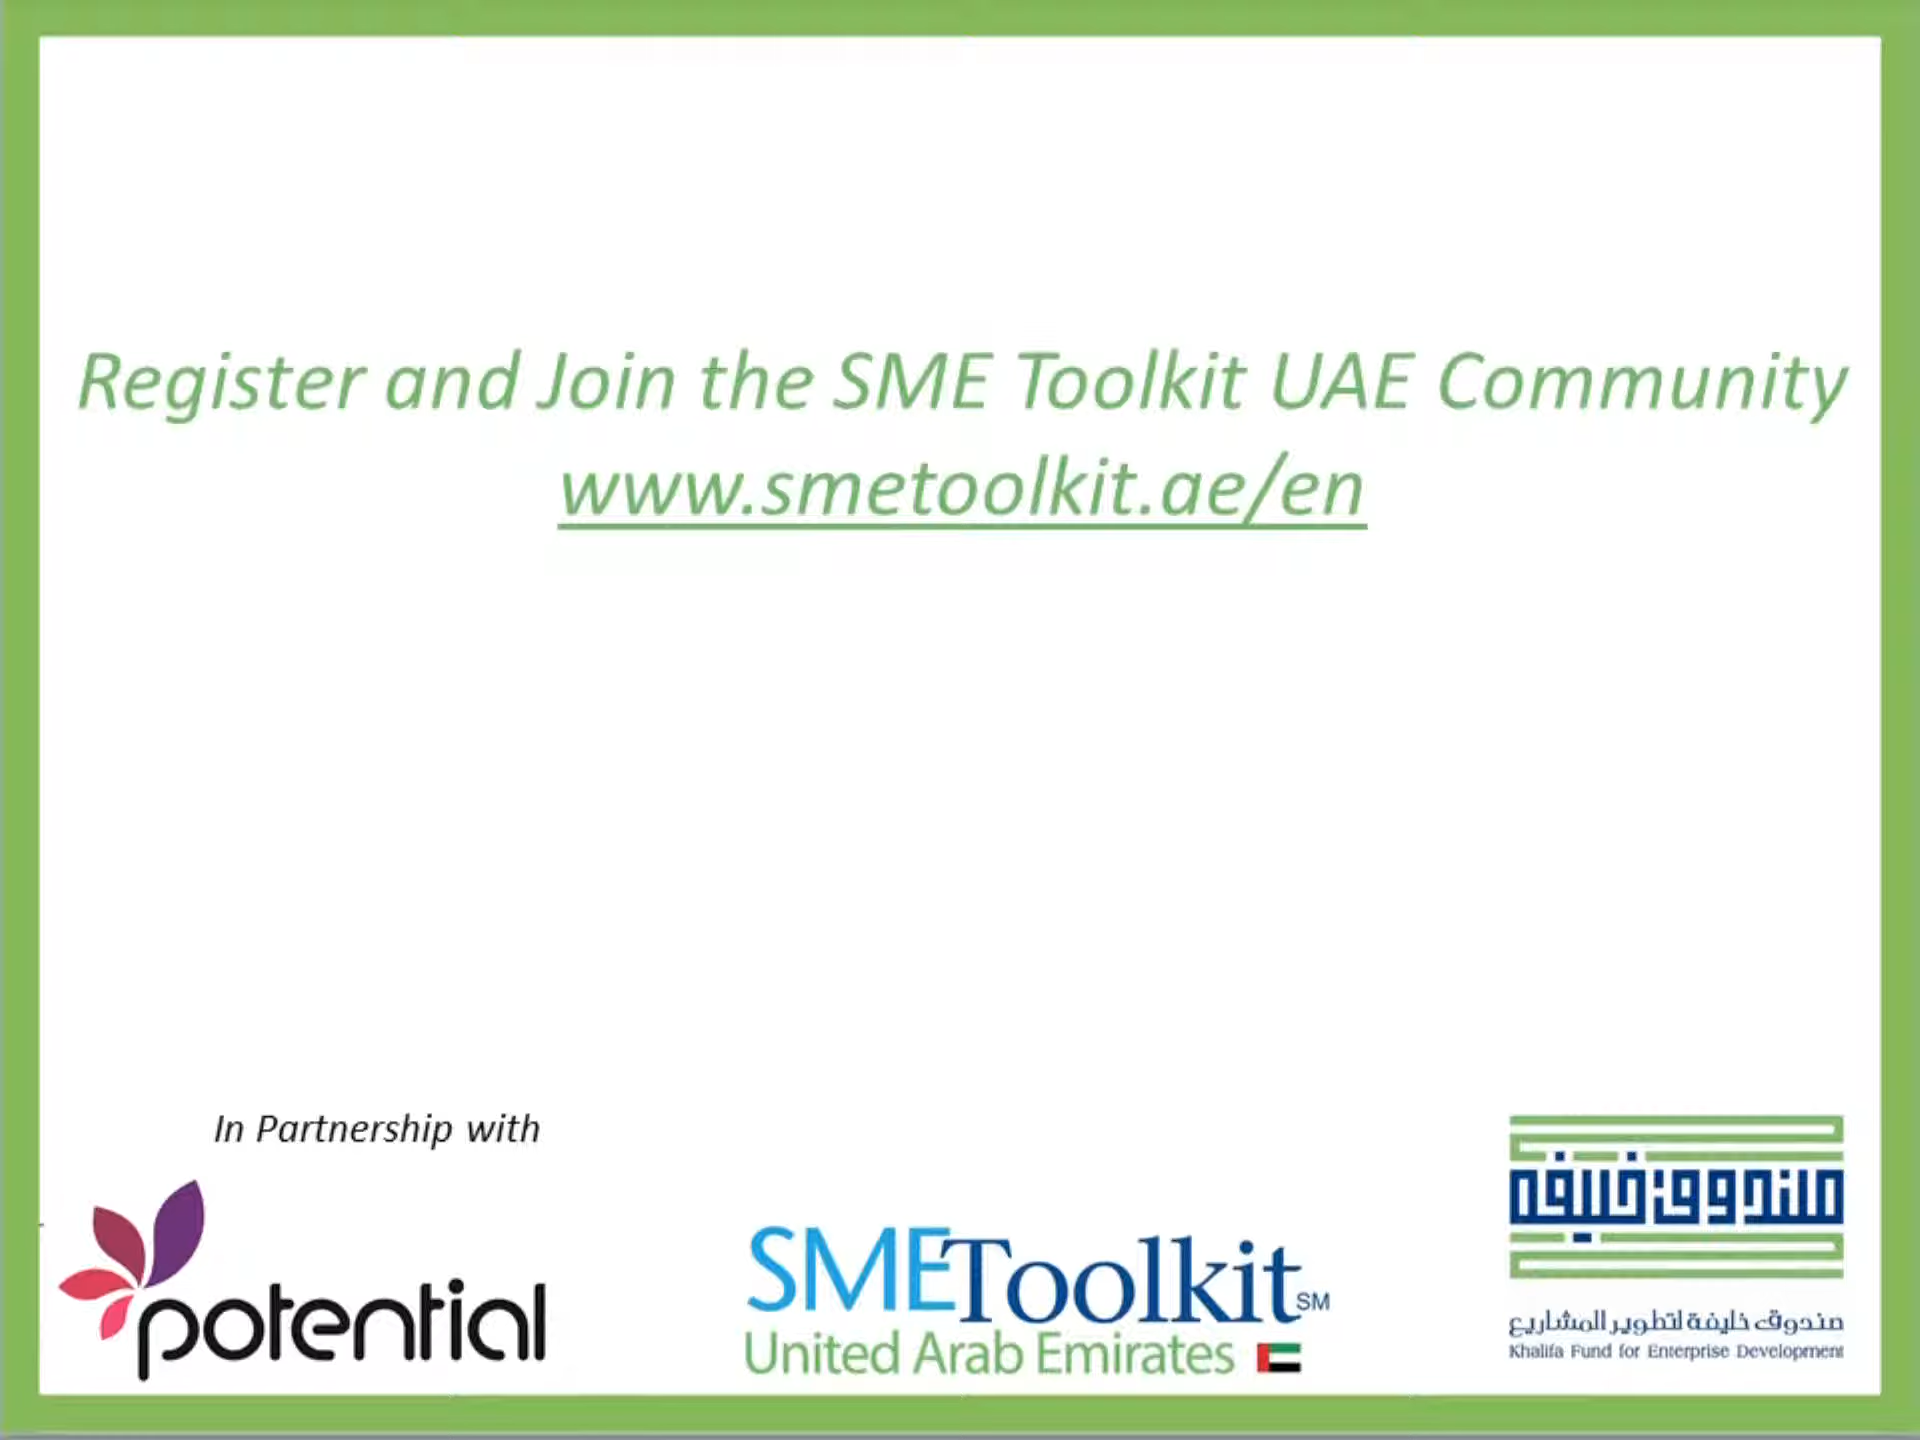 Register and Join the SME Toolkit UAE Community
www.smetoolkit.ae/en
In Partnership with
potential
SMEToolkit SM
United Arab Emirates
صندوق خليفة
صندوق خليفة لتطوير المشاريع
Khalifa Fund for Enterprise Development